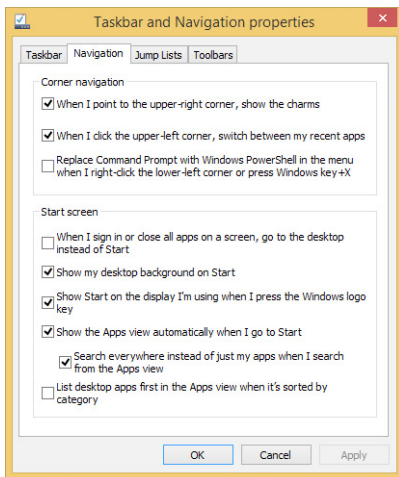 Taskbar and Navigation properties
Taskbar Navigation Jump Lists Toolbars
Corner navigation
When I point to the upper-right corner, show the charms
When I click the upper-left corner, switch between my recent apps
Replace Command Prompt with Windows PowerShell in the menu
when I right-click the lower-left corner or press Windows key+X
Start screen
When I sign in or close all apps on a screen, go to the desktop
instead of Start
Show my desktop background on Start
Show Start on the display I'm using when I press the Windows logo
key
Show the Apps view automatically when I go to Start
Search everywhere instead of just my apps when I search
from the Apps view
List desktop apps first in the Apps view when it's sorted by
category
OK Cancel Apply